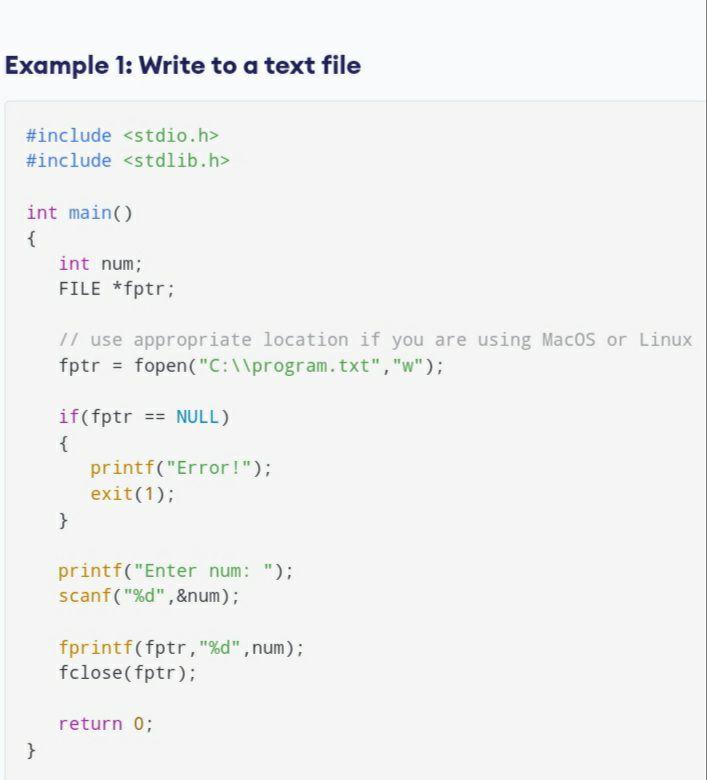 Example 1: Write to a text file
#include <stdio.h>
#include <stdlib.h>
int main()
{
int num;
FILE *fptr;
// use appropriate location if you are using MacOS or Linux
fptr = fopen("C:\\program.txt","w");
if(fptr == NULL)
{
printf("Error!");
exit(1);
}
printf("Enter num: ");
scanf("%d",&num);
fprintf(fptr,"%d",num);
fclose(fptr);
return 0;
}